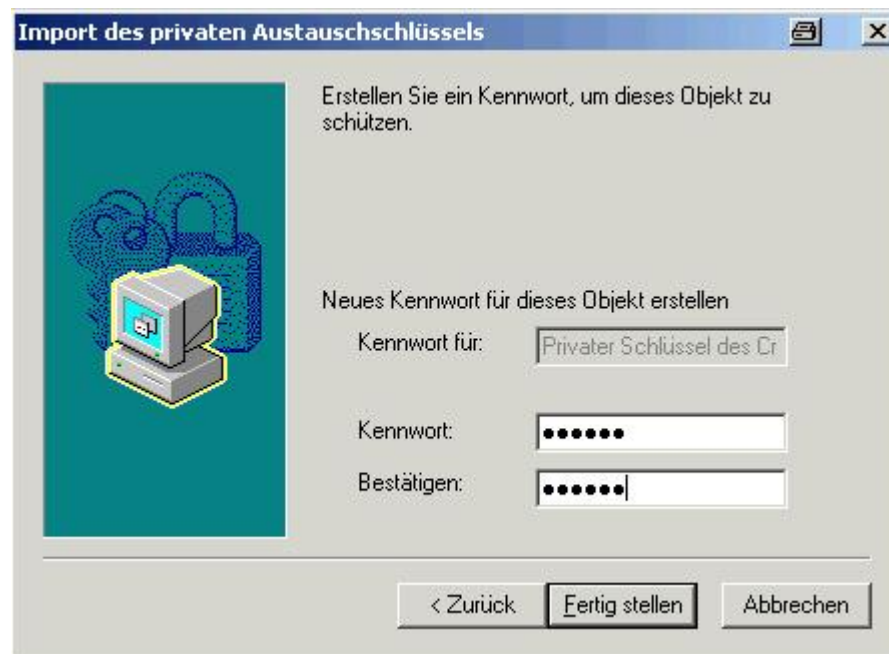 Import des privaten Austauschschlüssels
Erstellen Sie ein Kennwort, um dieses Objekt zu
schützen.
Neues Kennwort für dieses Objekt erstellen
Kennwort für: Privater Schlüssel des Cr
Kennwort: ●●●●●●
Bestätigen: ●●●●●●
< Zurück Fertig stellen Abbrechen